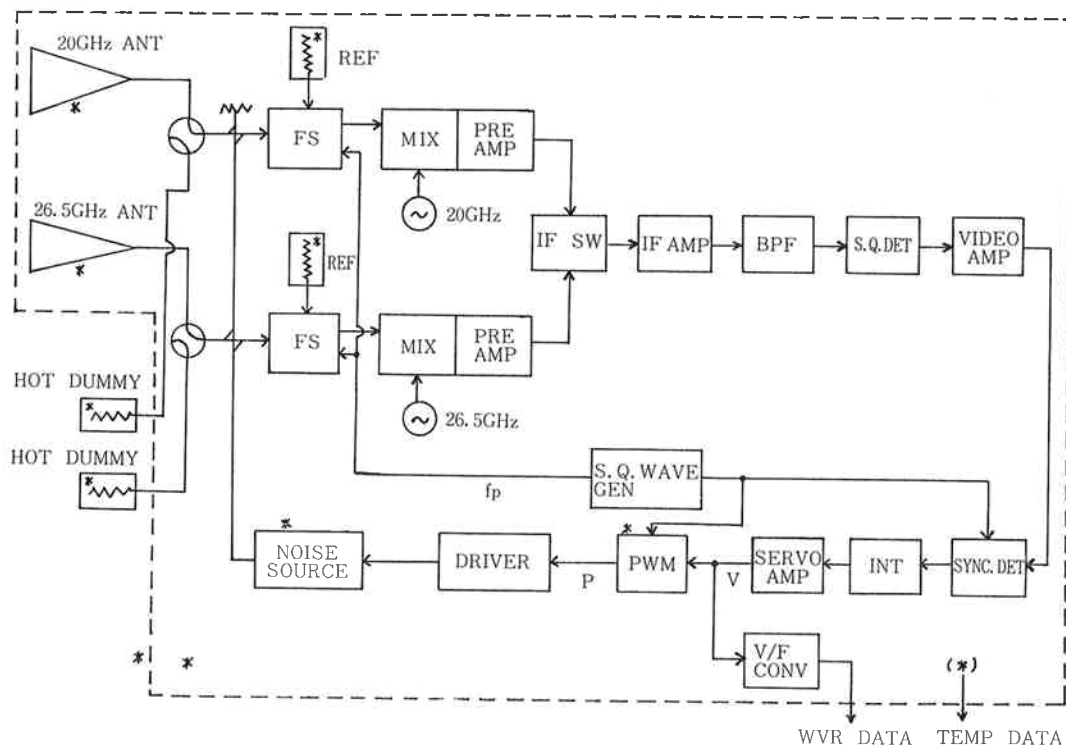 20GHz ANT
*
* REF
FS
MIX
PRE
AMP
20GHz
26.5GHz ANT
*
* REF
FS
MIX
PRE
AMP
26.5GHz
IF SW
IF AMP
BPF
S.Q.DET
VIDEO
AMP
HOT DUMMY
*
HOT DUMMY
*
fp
S.Q.WAVE
GEN
*
NOISE
SOURCE
DRIVER
P
*
PWM
V
SERVO
AMP
INT
SYNC.DET
V/F
CONV
* *
(*)
WVR DATA TEMP DATA